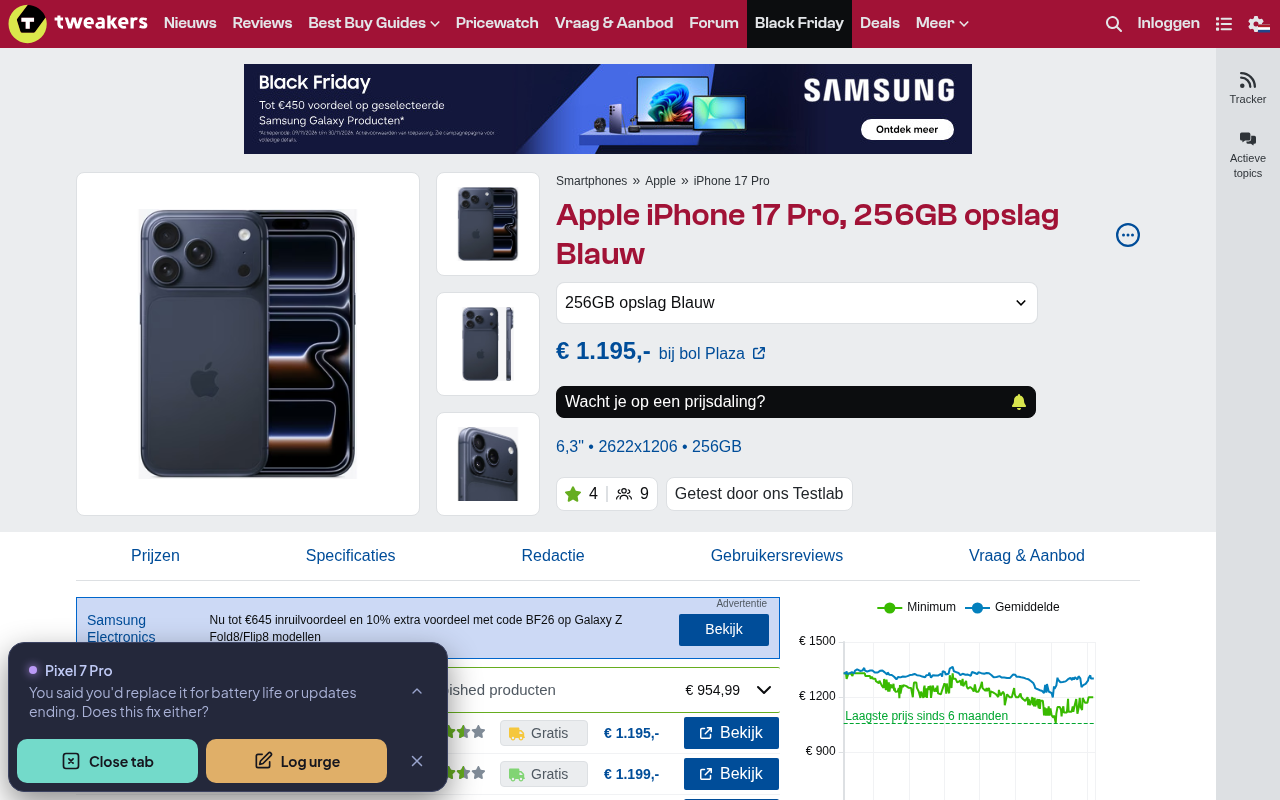 tweakers Nieuws Reviews Best Buy Guides Pricewatch Vraag & Aanbod Forum Black Friday Deals Meer Inloggen
Tracker
Actieve
topics
Black Friday
Tot €450 voordeel op geselecteerde
Samsung Galaxy Producten*
SAMSUNG
Ontdek meer
Smartphones » Apple » iPhone 17 Pro
Apple iPhone 17 Pro, 256GB opslag
Blauw
256GB opslag Blauw
€ 1.195,- bij bol Plaza
Wacht je op een prijsdaling?
6,3" • 2622x1206 • 256GB
4 9 Getest door ons Testlab
Prijzen Specificaties Redactie Gebruikersreviews Vraag & Aanbod
Advertentie
Samsung
Electronics
Nu tot €645 inruilvoordeel en 10% extra voordeel met code BF26 op Galaxy Z
Fold8/Flip8 modellen
Bekijk
producten € 954,99
Gratis € 1.195,- Bekijk
Gratis € 1.199,- Bekijk
Minimum Gemiddelde
€ 1500
€ 1200
Laagste prijs sinds 6 maanden
€ 900
Pixel 7 Pro
You said you'd replace it for battery life or updates
ending. Does this fix either?
Close tab
Log urge